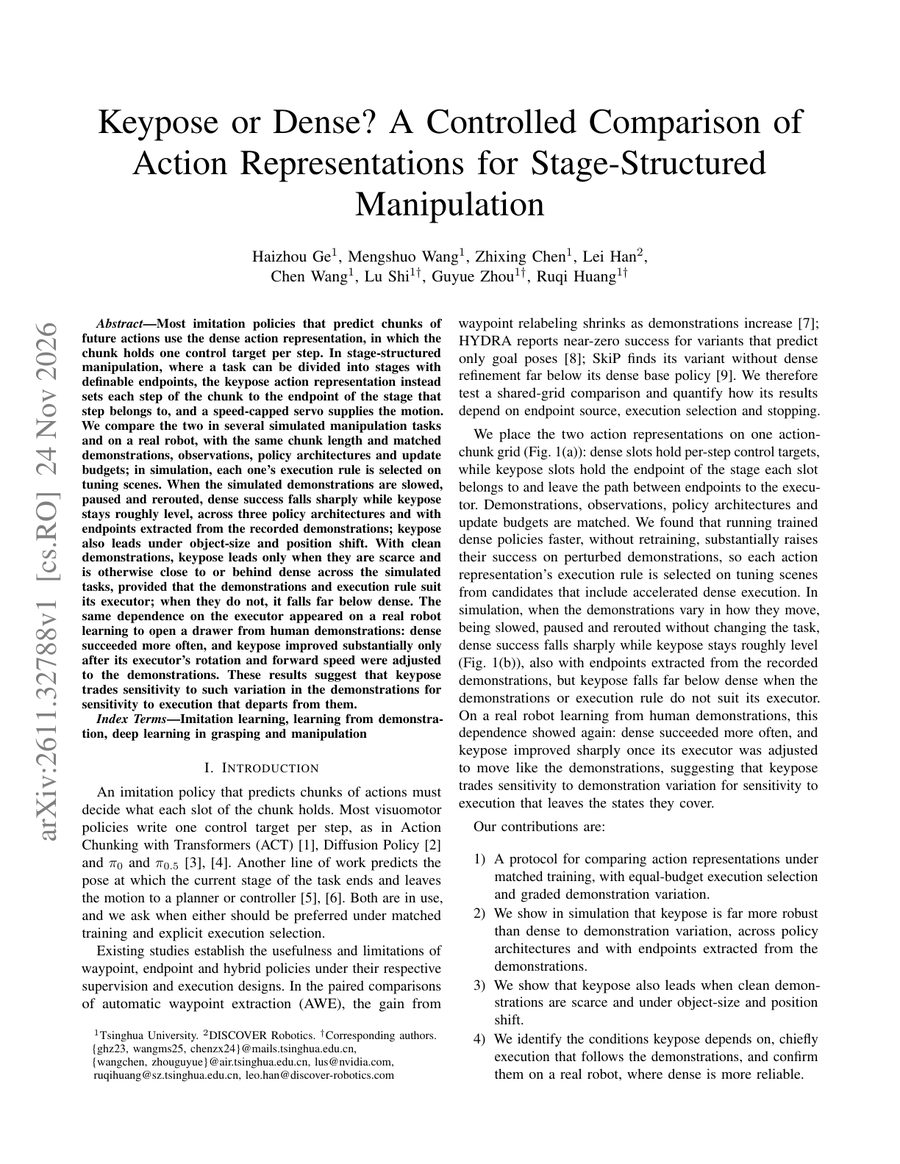 Keypose or Dense? A Controlled Comparison of
Action Representations for Stage-Structured
Manipulation
Haizhou Ge1, Mengshuo Wang1, Zhixing Chen1, Lei Han2,
Chen Wang1, Lu Shi1†, Guyue Zhou1†, Ruqi Huang1†
arXiv:2611.32788v1 [cs.RO] 24 Nov 2026
Abstract—Most imitation policies that predict chunks of
future actions use the dense action representation, in which the
chunk holds one control target per step. In stage-structured
manipulation, where a task can be divided into stages with
definable endpoints, the keypose action representation instead
sets each step of the chunk to the endpoint of the stage that
step belongs to, and a speed-capped servo supplies the motion.
We compare the two in several simulated manipulation tasks
and on a real robot, with the same chunk length and matched
demonstrations, observations, policy architectures and update
budgets; in simulation, each one's execution rule is selected on
tuning scenes. When the simulated demonstrations are slowed,
paused and rerouted, dense success falls sharply while keypose
stays roughly level, across three policy architectures and with
endpoints extracted from the recorded demonstrations; keypose
also leads under object-size and position shift. With clean
demonstrations, keypose leads only when they are scarce and
is otherwise close to or behind dense across the simulated
tasks, provided that the demonstrations and execution rule suit
its executor; when they do not, it falls far below dense. The
same dependence on the executor appeared on a real robot
learning to open a drawer from human demonstrations: dense
succeeded more often, and keypose improved substantially only
after its executor's rotation and forward speed were adjusted
to the demonstrations. These results suggest that keypose
trades sensitivity to such variation in the demonstrations for
sensitivity to execution that departs from them.
Index Terms—Imitation learning, learning from demonstra-
tion, deep learning in grasping and manipulation
I. INTRODUCTION
An imitation policy that predicts chunks of actions must
decide what each slot of the chunk holds. Most visuomotor
policies write one control target per step, as in Action
Chunking with Transformers (ACT) [1], Diffusion Policy [2]
and π0 and π0.5 [3], [4]. Another line of work predicts the
pose at which the current stage of the task ends and leaves
the motion to a planner or controller [5], [6]. Both are in use,
and we ask when either should be preferred under matched
training and explicit execution selection.
Existing studies establish the usefulness and limitations of
waypoint, endpoint and hybrid policies under their respective
supervision and execution designs. In the paired comparisons
of automatic waypoint extraction (AWE), the gain from
1Tsinghua University. 2DISCOVER Robotics. †Corresponding authors.
{ghz23, wangms25, chenzx24}@mails.tsinghua.edu.cn,
{wangchen, zhouguyue}@air.tsinghua.edu.cn, lus@nvidia.com,
ruqihuang@sz.tsinghua.edu.cn, leo.han@discover-robotics.com
waypoint relabeling shrinks as demonstrations increase [7];
HYDRA reports near-zero success for variants that predict
only goal poses [8]; SkiP finds its variant without dense
refinement far below its dense base policy [9]. We therefore
test a shared-grid comparison and quantify how its results
depend on endpoint source, execution selection and stopping.
We place the two action representations on one action-
chunk grid (Fig. 1(a)): dense slots hold per-step control targets,
while keypose slots hold the endpoint of the stage each slot
belongs to and leave the path between endpoints to the execu-
tor. Demonstrations, observations, policy architectures and
update budgets are matched. We found that running trained
dense policies faster, without retraining, substantially raises
their success on perturbed demonstrations, so each action
representation's execution rule is selected on tuning scenes
from candidates that include accelerated dense execution. In
simulation, when the demonstrations vary in how they move,
being slowed, paused and rerouted without changing the task,
dense success falls sharply while keypose stays roughly level
(Fig. 1(b)), also with endpoints extracted from the recorded
demonstrations, but keypose falls far below dense when the
demonstrations or execution rule do not suit its executor.
On a real robot learning from human demonstrations, this
dependence showed again: dense succeeded more often, and
keypose improved sharply once its executor was adjusted
to move like the demonstrations, suggesting that keypose
trades sensitivity to demonstration variation for sensitivity to
execution that leaves the states they cover.
Our contributions are:
1) A protocol for comparing action representations under
matched training, with equal-budget execution selection
and graded demonstration variation.
2) We show in simulation that keypose is far more robust
than dense to demonstration variation, across policy
architectures and with endpoints extracted from the
demonstrations.
3) We show that keypose also leads when clean demon-
strations are scarce and under object-size and position
shift.
4) We identify the conditions keypose depends on, chiefly
execution that follows the demonstrations, and confirm
them on a real robot, where dense is more reliable.